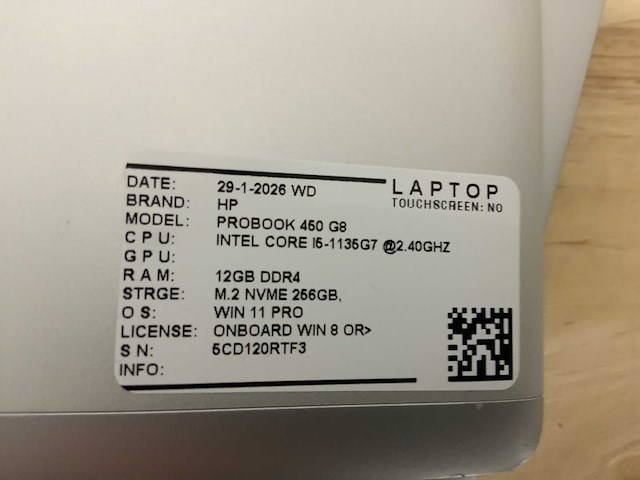 LAPTOP
TOUCHSCREEN: NO
DATE: 29-1-2026 WD
BRAND: HP
MODEL: PROBOOK 450 G8
CPU: INTEL CORE I5-1135G7 @2.40GHZ
GPU:
RAM: 12GB DDR4
STRGE: M.2 NVME 256GB,
OS: WIN 11 PRO
LICENSE: ONBOARD WIN 8 OR>
SN: 5CD120RTF3
INFO: